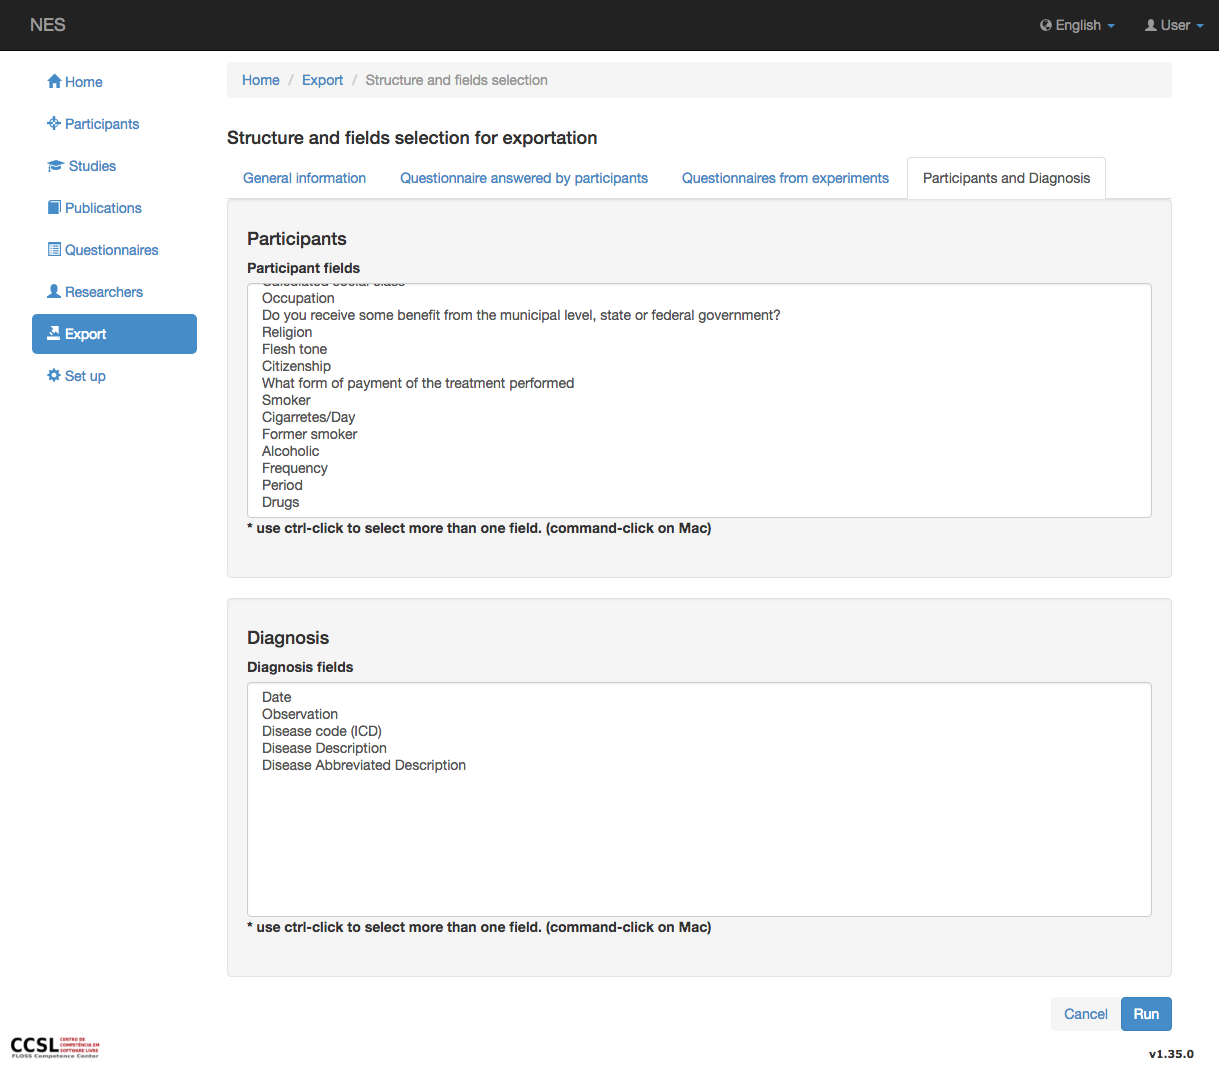 NES
English
User
Home
Participants
Studies
Publications
Questionnaires
Researchers
Export
Set up
Home / Export / Structure and fields selection
Structure and fields selection for exportation
General information
Questionnaire answered by participants
Questionnaires from experiments
Participants and Diagnosis
Participants
Participant fields
Calculated social class
Occupation
Do you receive some benefit from the municipal level, state or federal government?
Religion
Flesh tone
Citizenship
What form of payment of the treatment performed
Smoker
Cigarretes/Day
Former smoker
Alcoholic
Frequency
Period
Drugs
* use ctrl-click to select more than one field. (command-click on Mac)
Diagnosis
Diagnosis fields
Date
Observation
Disease code (ICD)
Disease Description
Disease Abbreviated Description
* use ctrl-click to select more than one field. (command-click on Mac)
Cancel
Run
CCSL
CENTRO DE
COMPETÊNCIA EM
SOFTWARE LIVRE
FLOSS Competence Center
v1.35.0